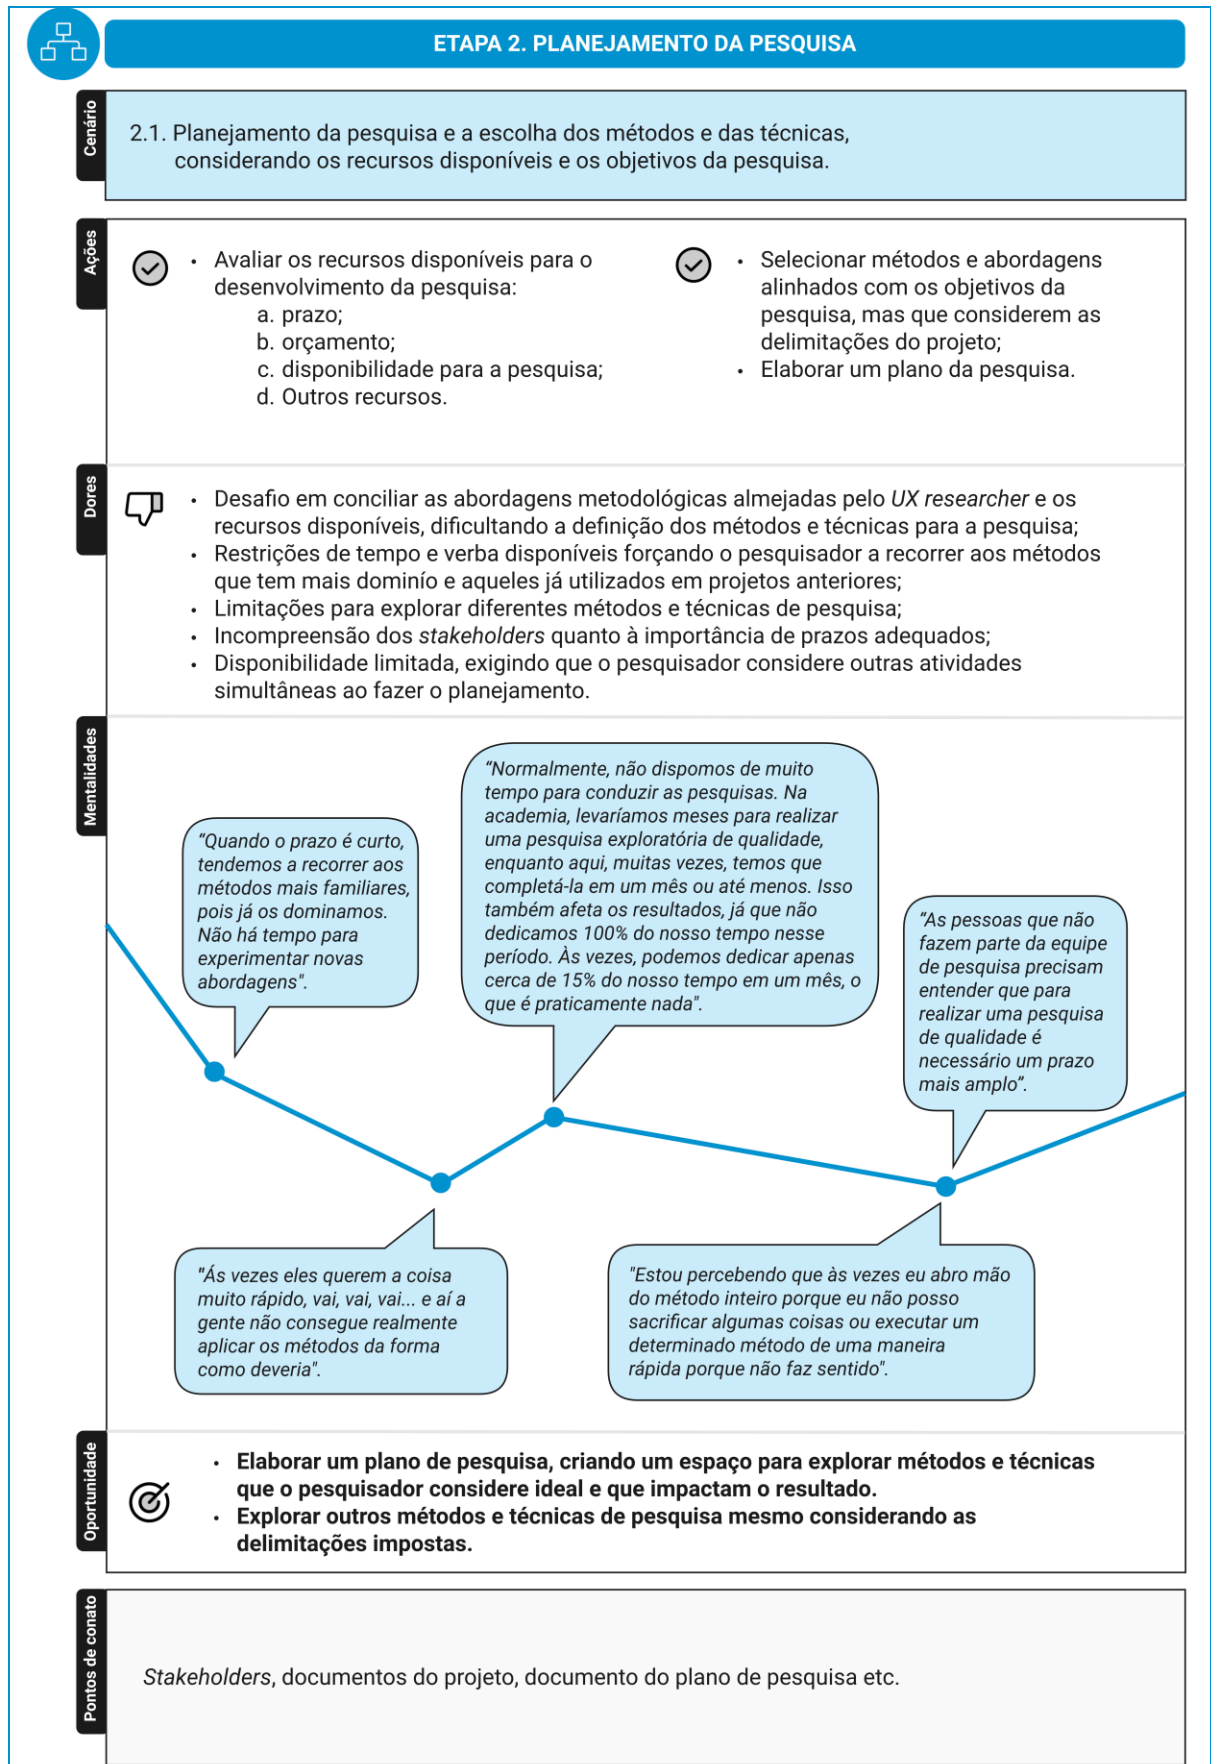 ETAPA 2. PLANEJAMENTO DA PESQUISA
Cenário
2.1. Planejamento da pesquisa e a escolha dos métodos e das técnicas,
considerando os recursos disponíveis e os objetivos da pesquisa.
Ações
• Avaliar os recursos disponíveis para o
desenvolvimento da pesquisa:
a. prazo;
b. orçamento;
c. disponibilidade para a pesquisa;
d. Outros recursos.
• Selecionar métodos e abordagens
alinhados com os objetivos da
pesquisa, mas que considerem as
delimitações do projeto;
• Elaborar um plano da pesquisa.
Dores
• Desafio em conciliar as abordagens metodológicas almejadas pelo UX researcher e os
recursos disponíveis, dificultando a definição dos métodos e técnicas para a pesquisa;
• Restrições de tempo e verba disponíveis forçando o pesquisador a recorrer aos métodos
que tem mais domínío e aqueles já utilizados em projetos anteriores;
• Limitações para explorar diferentes métodos e técnicas de pesquisa;
• Incompreensão dos stakeholders quanto à importância de prazos adequados;
• Disponibilidade limitada, exigindo que o pesquisador considere outras atividades
simultâneas ao fazer o planejamento.
Mentalidades
“Quando o prazo é curto,
tendemos a recorrer aos
métodos mais familiares,
pois já os dominamos.
Não há tempo para
experimentar novas
abordagens".
“Normalmente, não dispomos de muito
tempo para conduzir as pesquisas. Na
academia, levaríamos meses para realizar
uma pesquisa exploratória de qualidade,
enquanto aqui, muitas vezes, temos que
completá-la em um mês ou até menos. Isso
também afeta os resultados, já que não
dedicamos 100% do nosso tempo nesse
período. Às vezes, podemos dedicar apenas
cerca de 15% do nosso tempo em um mês, o
que é praticamente nada".
“As pessoas que não
fazem parte da equipe
de pesquisa precisam
entender que para
realizar uma pesquisa
de qualidade é
necessário um prazo
mais amplo”.
"Ás vezes eles querem a coisa
muito rápido, vai, vai, vai... e aí a
gente não consegue realmente
aplicar os métodos da forma
como deveria".
"Estou percebendo que às vezes eu abro mão
do método inteiro porque eu não posso
sacrificar algumas coisas ou executar um
determinado método de uma maneira
rápida porque não faz sentido".
Oportunidade
• Elaborar um plano de pesquisa, criando um espaço para explorar métodos e técnicas
que o pesquisador considere ideal e que impactam o resultado.
• Explorar outros métodos e técnicas de pesquisa mesmo considerando as
delimitações impostas.
Pontos de conato
Stakeholders, documentos do projeto, documento do plano de pesquisa etc.